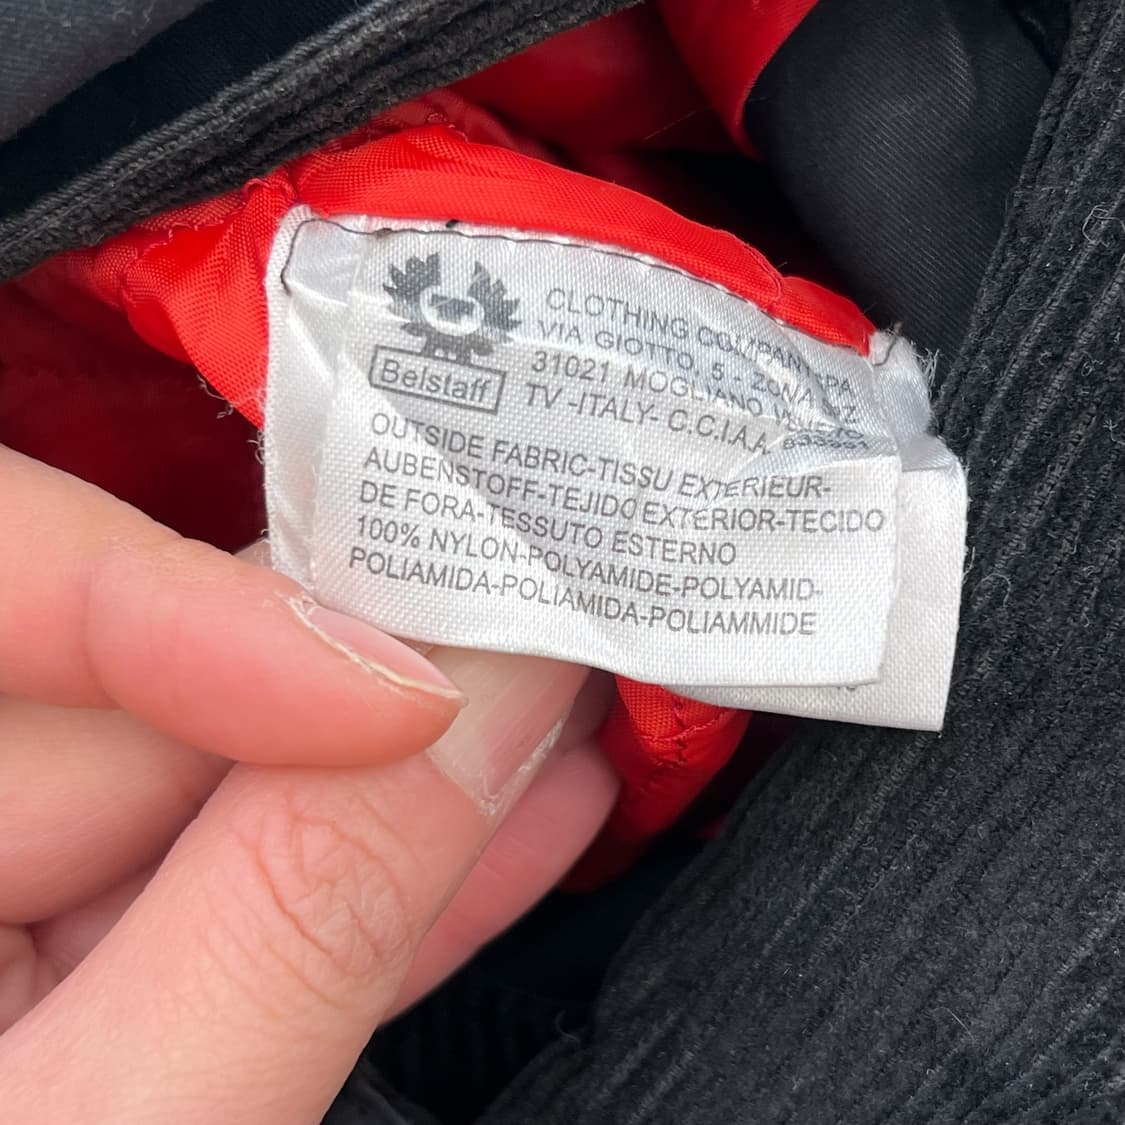 CLOTHING COMPANY SPA
VIA GIOTTO, 5 - ZONA
31021 MOGLIANO VENETO
TV -ITALY- C.C.I.A.A.
Belstaff
OUTSIDE FABRIC-TISSU EXTERIEUR-
AUBENSTOFF-TEJIDO EXTERIOR-TECIDO
DE FORA-TESSUTO ESTERNO
100% NYLON-POLYAMIDE-POLYAMID-
POLIAMIDA-POLIAMIDA-POLIAMMIDE